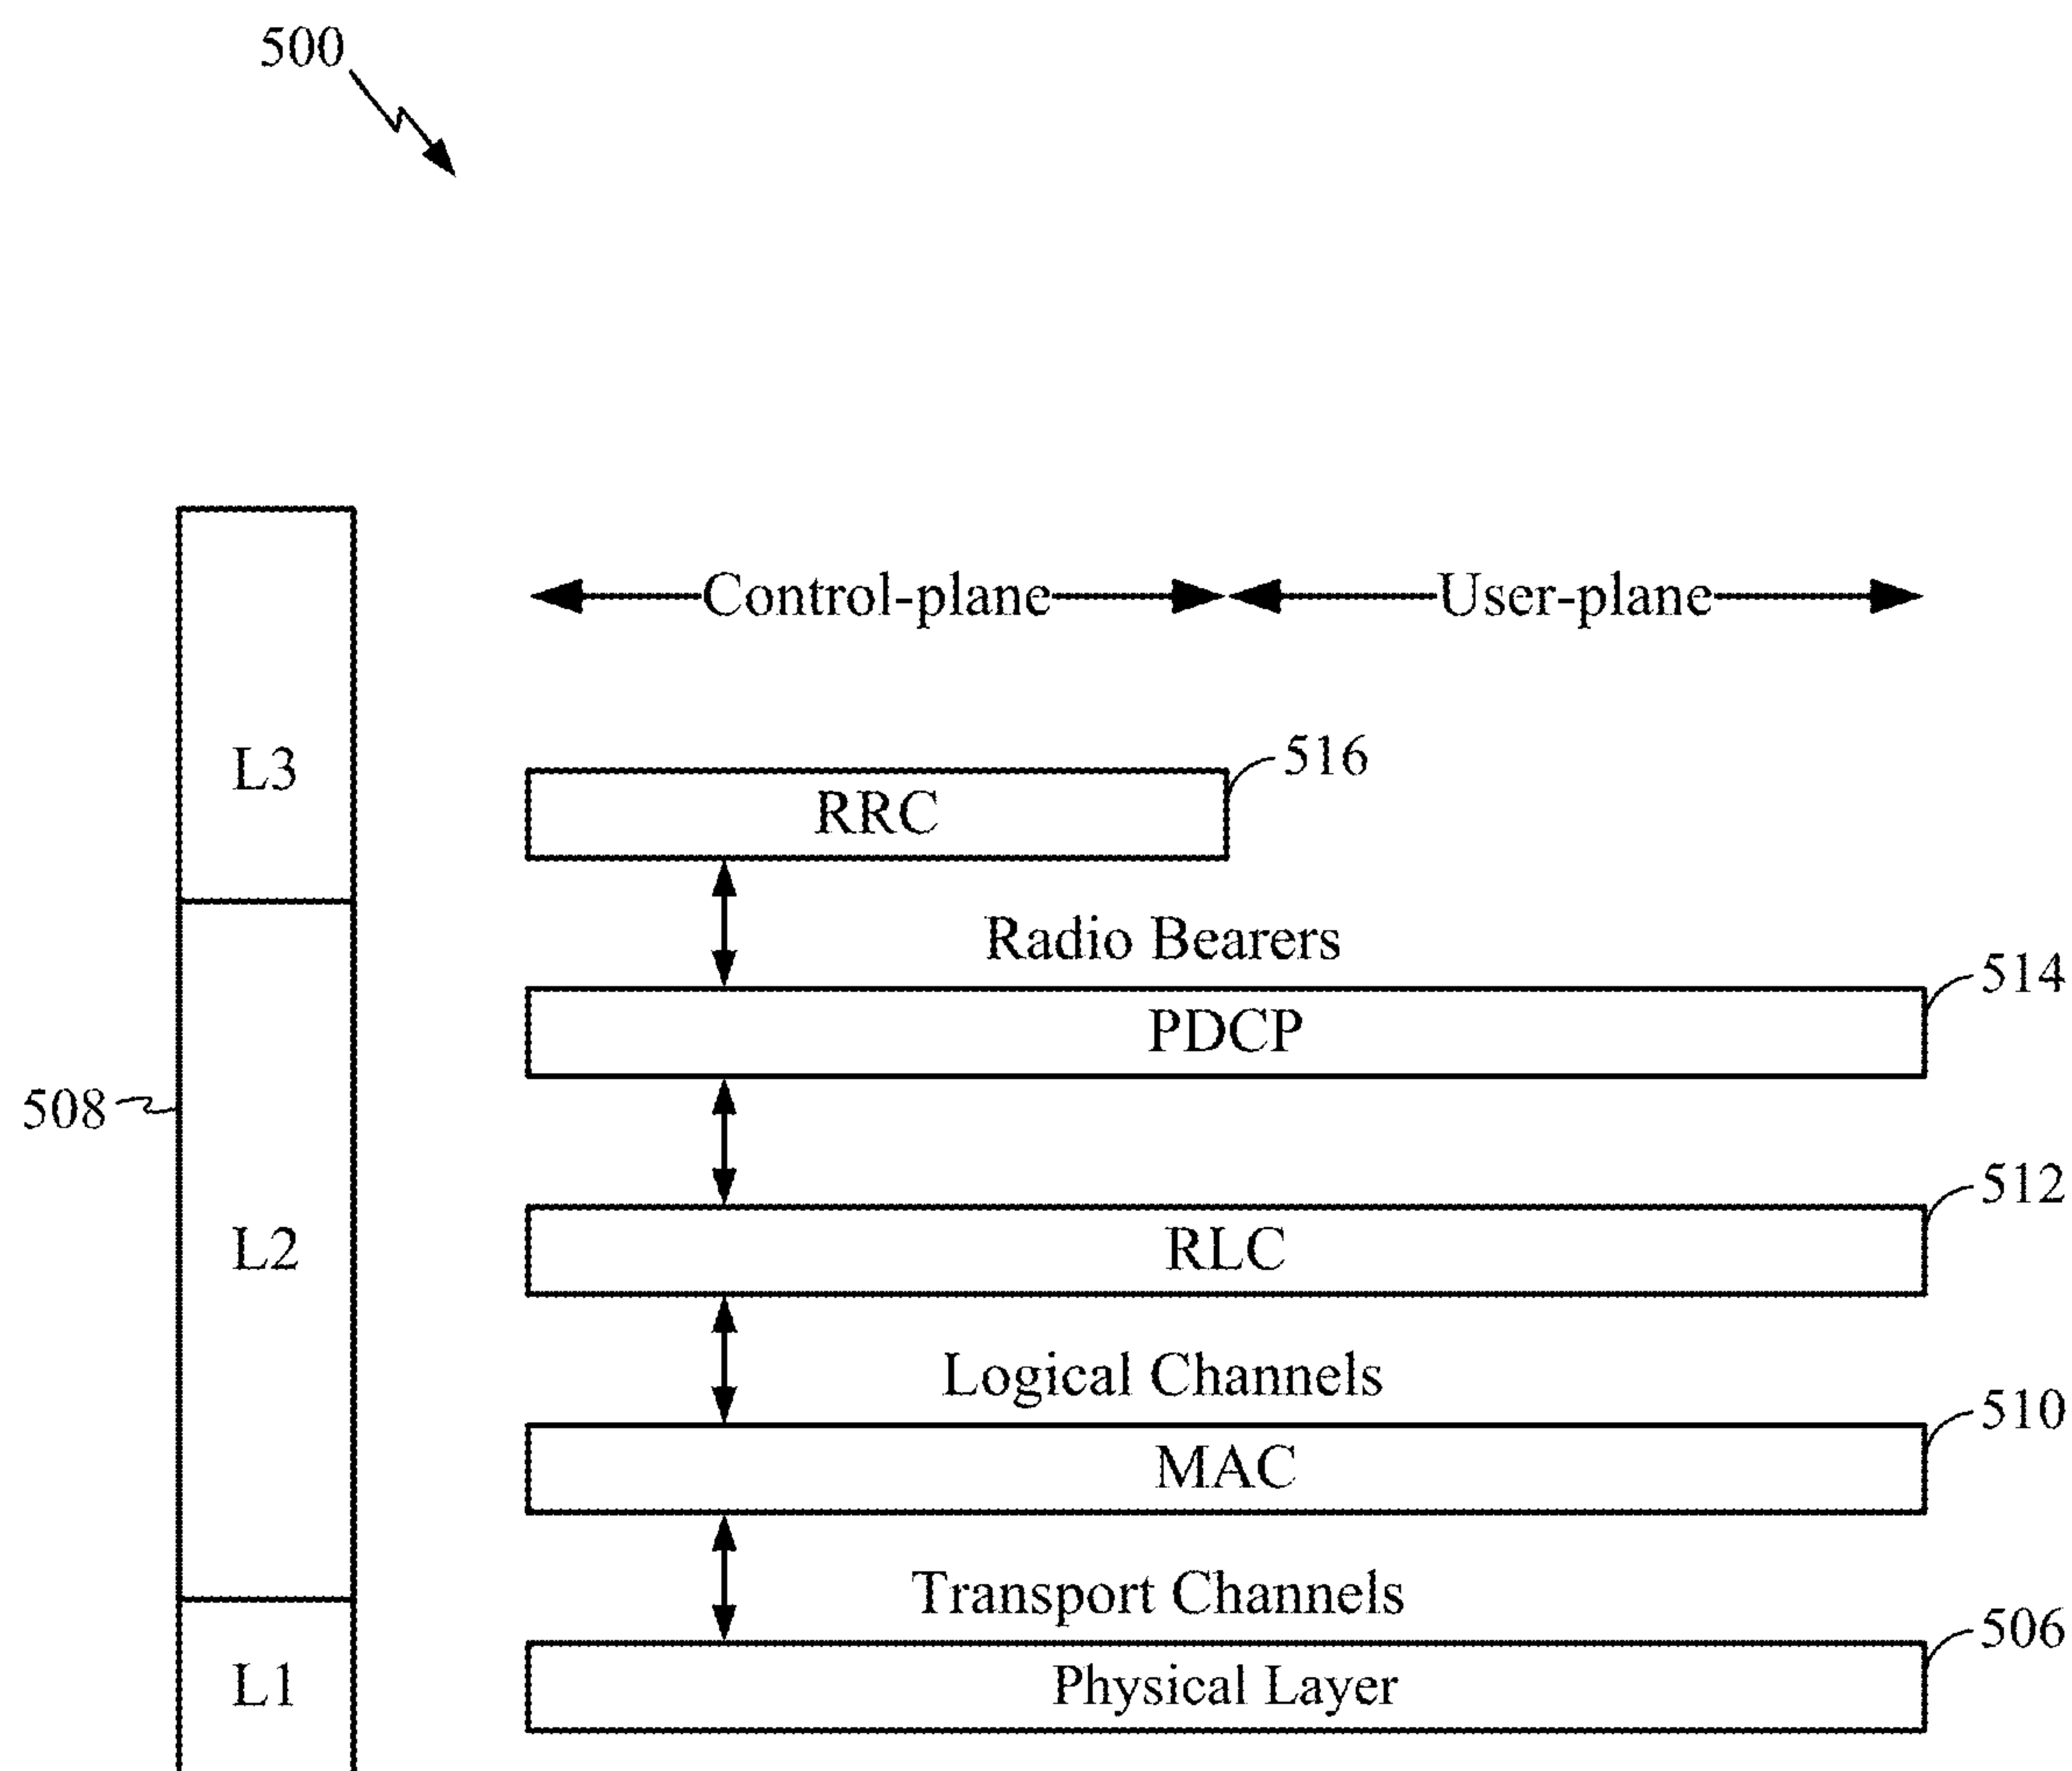 500
Control-plane User-plane
L3
516
RRC
Radio Bearers
514
PDCP
508
512
L2
RLC
Logical Channels
510
MAC
Transport Channels
506
L1
Physical Layer